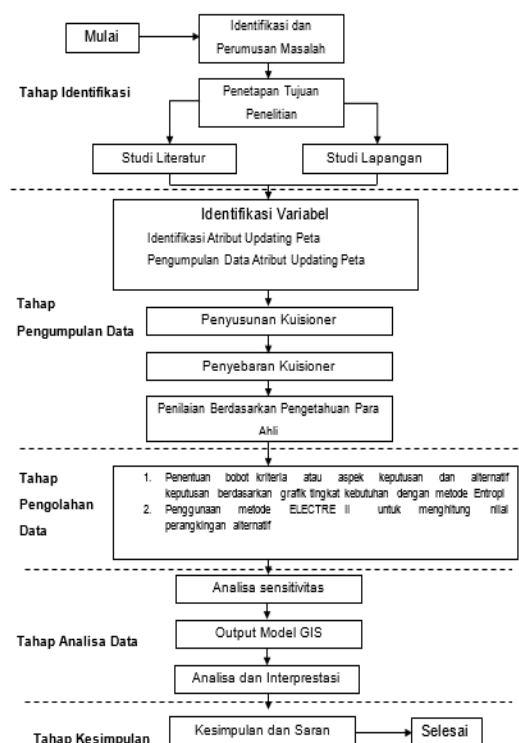 Mulai
Identifikasi dan
Perumusan Masalah
Tahap Identifikasi
Penetapan Tujuan
Penelitian
Studi Literatur
Studi Lapangan
Identifikasi Variabel
Identifikasi Atribut Updating Peta
Pengumpulan Data Atribut Updating Peta
Tahap
Pengumpulan Data
Penyusunan Kuisioner
Penyebaran Kuisioner
Penilaian Berdasarkan Pengetahuan Para
Ahli
Tahap
Pengolahan
Data
1. Penentuan bobot kriteria atau aspek keputusan dan alternatif
keputusan berdasarkan grafik tingkat kebutuhan dengan metode Entropi
2. Penggunaan metode ELECTRE II untuk menghitung nilai
perangkingan alternatif
Analisa sensitivitas
Tahap Analisa Data
Output Model GIS
Analisa dan Interprestasi
Tahap Kesimpulan
Kesimpulan dan Saran
Selesai